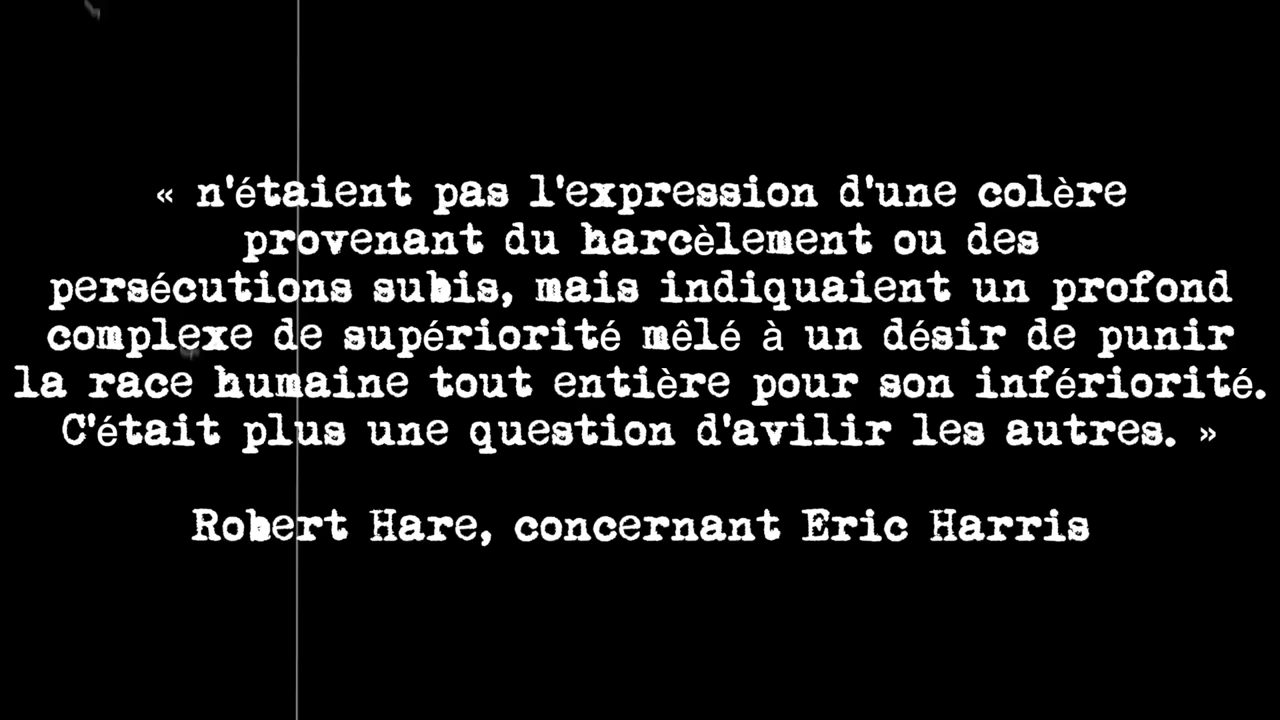 « n'étaient pas l'expression d'une colère
provenant du harcèlement ou des
persécutions subis, mais indiquaient un profond
complexe de supériorité mêlé à un désir de punir
la race humaine tout entière pour son infériorité.
C'était plus une question d'avilir les autres. »
Robert Hare, concernant Eric Harris